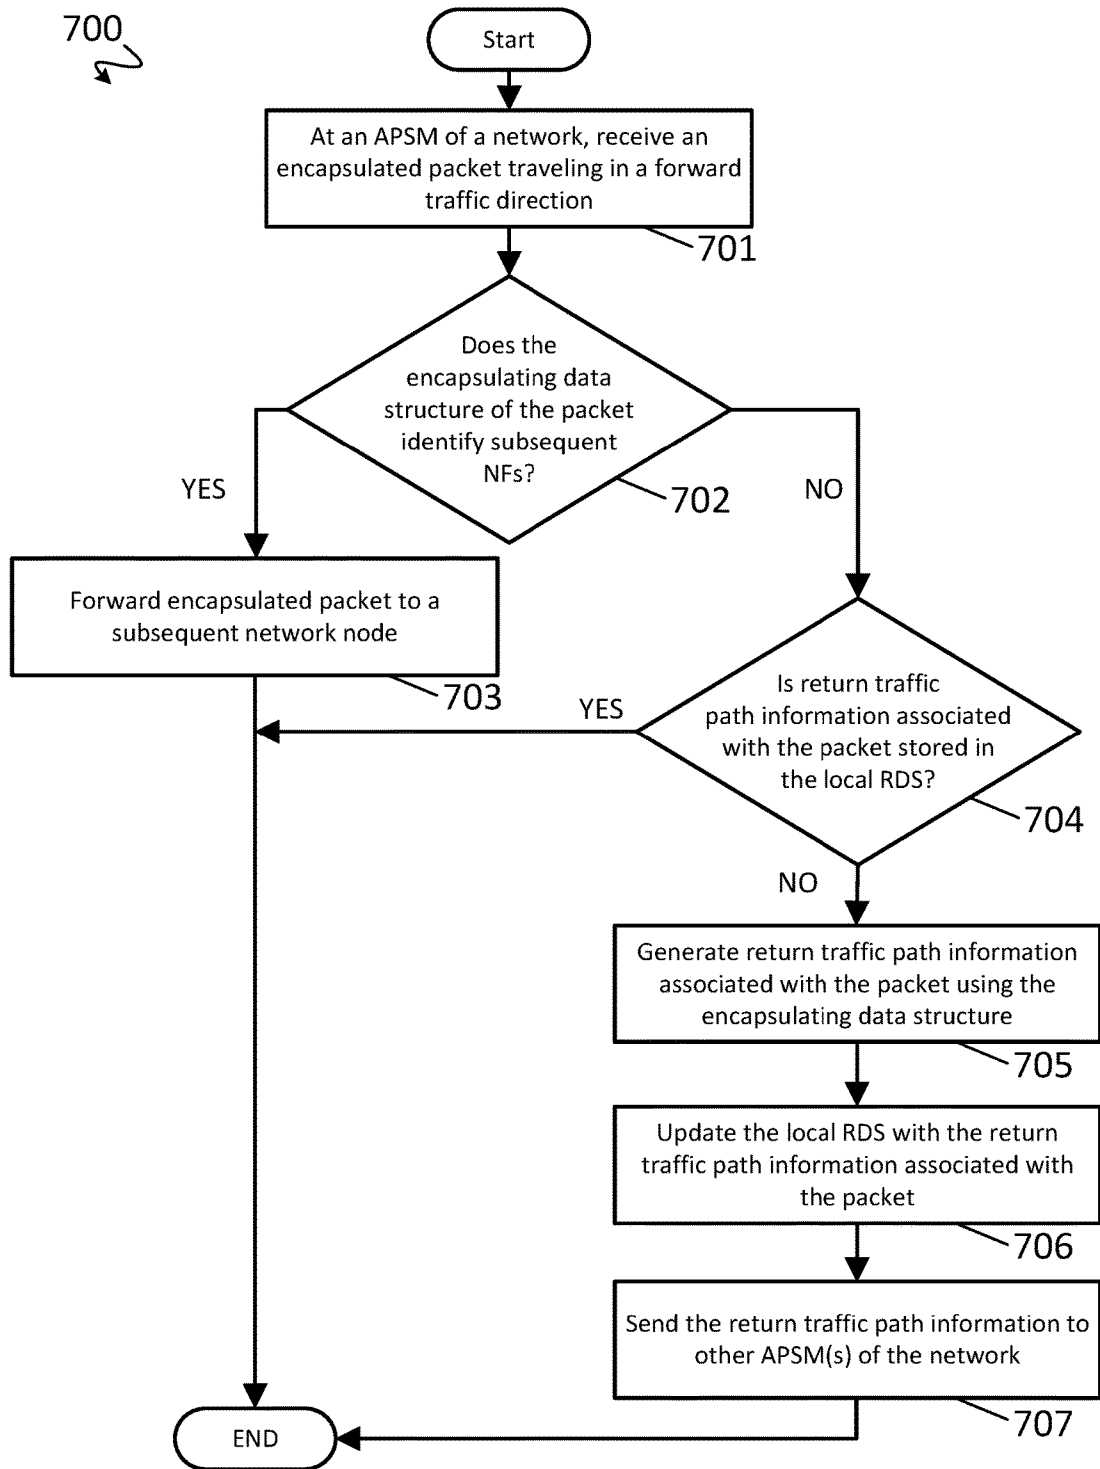 700
Start
At an APSM of a network, receive an
encapsulated packet traveling in a forward
traffic direction
701
Does the
encapsulating data
structure of the packet
identify subsequent
NFs?
702
YES
NO
Forward encapsulated packet to a
subsequent network node
703
Is return traffic
path information associated
with the packet stored in
the local RDS?
704
YES
NO
Generate return traffic path information
associated with the packet using the
encapsulating data structure
705
Update the local RDS with the return
traffic path information associated with
the packet
706
Send the return traffic path information to
other APSM(s) of the network
707
END